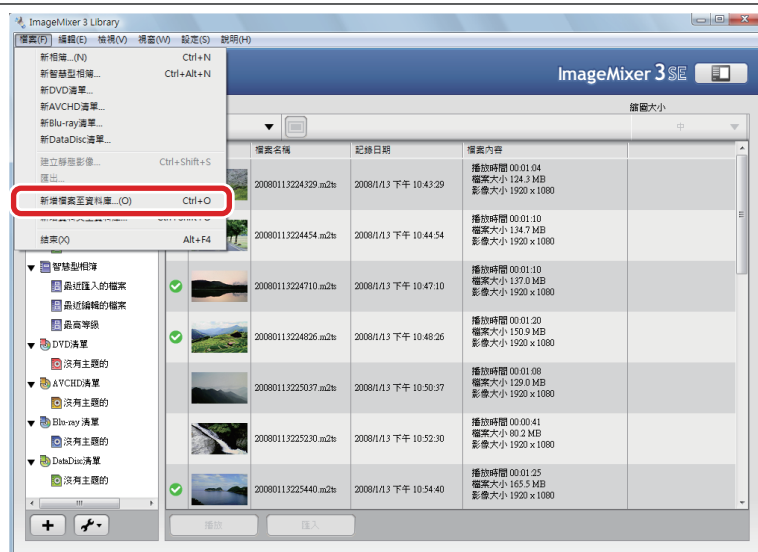 ImageMixer 3 Library
檔案(F) 編輯(E) 檢視(V) 視窗(W) 設定(S) 說明(H)
新相簿...(N) Ctrl+N
新智慧型相簿... Ctrl+Alt+N
新DVD清單...
新AVCHD清單...
新Blu-ray清單...
新DataDisc清單...
建立靜態影像... Ctrl+Shift+S
匯出...
新增檔案至資料庫...(O) Ctrl+O
結束(X) Alt+F4
ImageMixer 3 SE
縮圖大小
中
檔案名稱 記錄日期 檔案內容
20080113224329.m2ts 2008/1/13 下午 10:43:29
播放時間 00:01:04
檔案大小 124.3 MB
影像大小 1920 x 1080
20080113224454.m2ts 2008/1/13 下午 10:44:54
播放時間 00:01:10
檔案大小 134.7 MB
影像大小 1920 x 1080
20080113224710.m2ts 2008/1/13 下午 10:47:10
播放時間 00:01:10
檔案大小 137.0 MB
影像大小 1920 x 1080
20080113224826.m2ts 2008/1/13 下午 10:48:26
播放時間 00:01:20
檔案大小 150.9 MB
影像大小 1920 x 1080
20080113225037.m2ts 2008/1/13 下午 10:50:37
播放時間 00:01:08
檔案大小 129.0 MB
影像大小 1920 x 1080
20080113225230.m2ts 2008/1/13 下午 10:52:30
播放時間 00:00:41
檔案大小 80.2 MB
影像大小 1920 x 1080
20080113225440.m2ts 2008/1/13 下午 10:54:40
播放時間 00:01:25
檔案大小 165.5 MB
影像大小 1920 x 1080
智慧型相簿
最近匯入的檔案
最近編輯的檔案
最高等級
DVD清單
沒有主題的
AVCHD清單
沒有主題的
Blu-ray 清單
沒有主題的
DataDisc清單
沒有主題的
播放 匯入